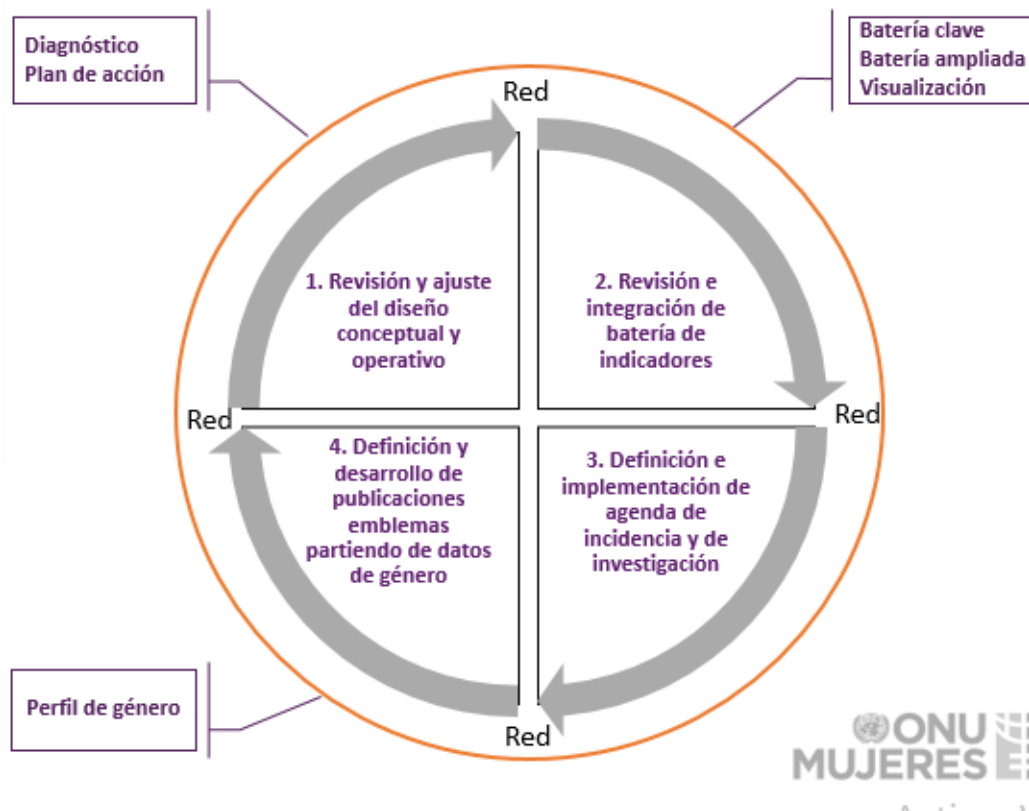 Diagnóstico
Plan de acción
Batería clave
Batería ampliada
Visualización
Red
1. Revisión y ajuste
del diseño
conceptual y
operativo
2. Revisión e
integración de
batería de
indicadores
Red
Red
4. Definición y
desarrollo de
publicaciones
emblemas
partiendo de datos
de género
3. Definición e
implementación de
agenda de
incidencia y de
investigación
Perfil de género
Red
ONU
MUJERES